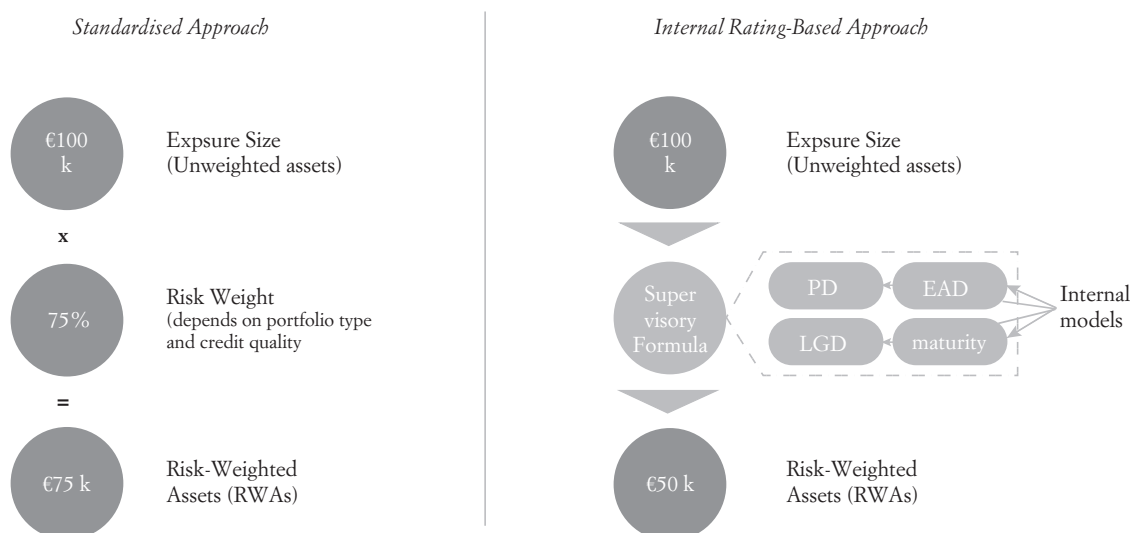 Standardised Approach
€100
k
Expsure Size
(Unweighted assets)
x
75%
Risk Weight
(depends on portfolio type
and credit quality
=
€75 k
Risk-Weighted
Assets (RWAs)
Internal Rating-Based Approach
€100
k
Expsure Size
(Unweighted assets)
Super
visory
Formula
PD
EAD
LGD
maturity
Internal
models
€50 k
Risk-Weighted
Assets (RWAs)